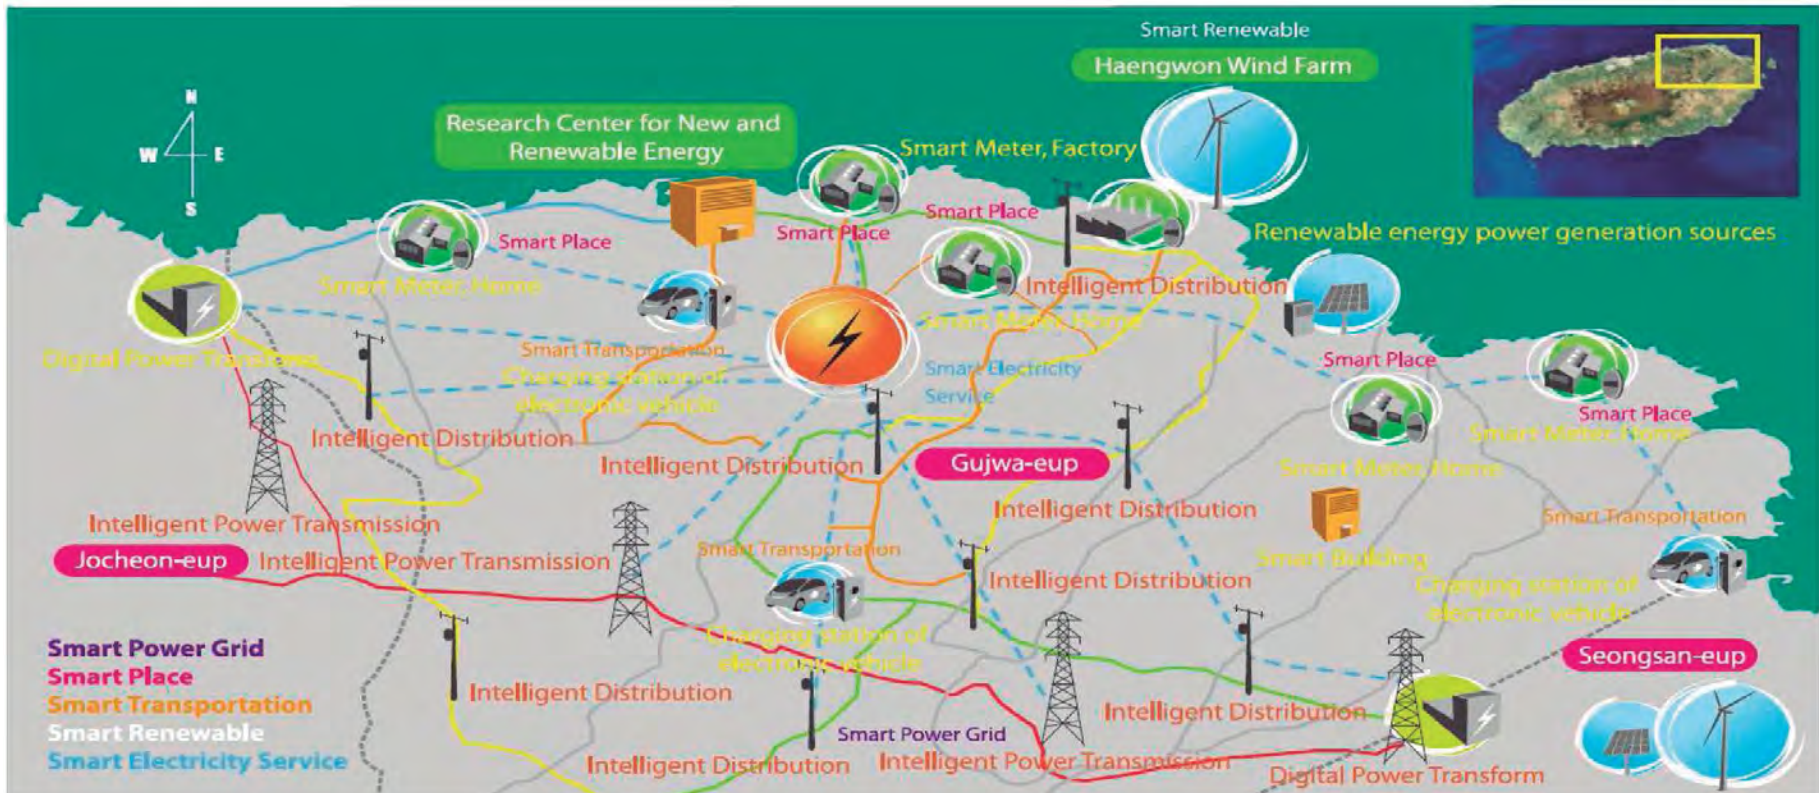 Smart Renewable
Haengwon Wind Farm
N
W
E
S
Research Center for New and
Renewable Energy
Smart Meter, Factory
Smart Place
Smart Place
Smart Place
Renewable energy power generation sources
Smart Meter, Home
Intelligent Distribution
Smart Meter, Home
Digital Power Transform
Smart Transportation
Charging station of
electronic vehicle
Smart Electricity
Service
Smart Place
Smart Place
Smart Meter, Home
Intelligent Distribution
Intelligent Distribution
Gujwa-eup
Smart Meter, Home
Intelligent Power Transmission
Intelligent Distribution
Smart Transportation
Jocheon-eup
Intelligent Power Transmission
Smart Transportation
Smart Building
Intelligent Distribution
Charging station of
electronic vehicle
Charging station of
electronic vehicle
Smart Power Grid
Smart Place
Smart Transportation
Smart Renewable
Smart Electricity Service
Seongsan-eup
Intelligent Distribution
Intelligent Distribution
Smart Power Grid
Intelligent Distribution
Intelligent Power Transmission
Digital Power Transform